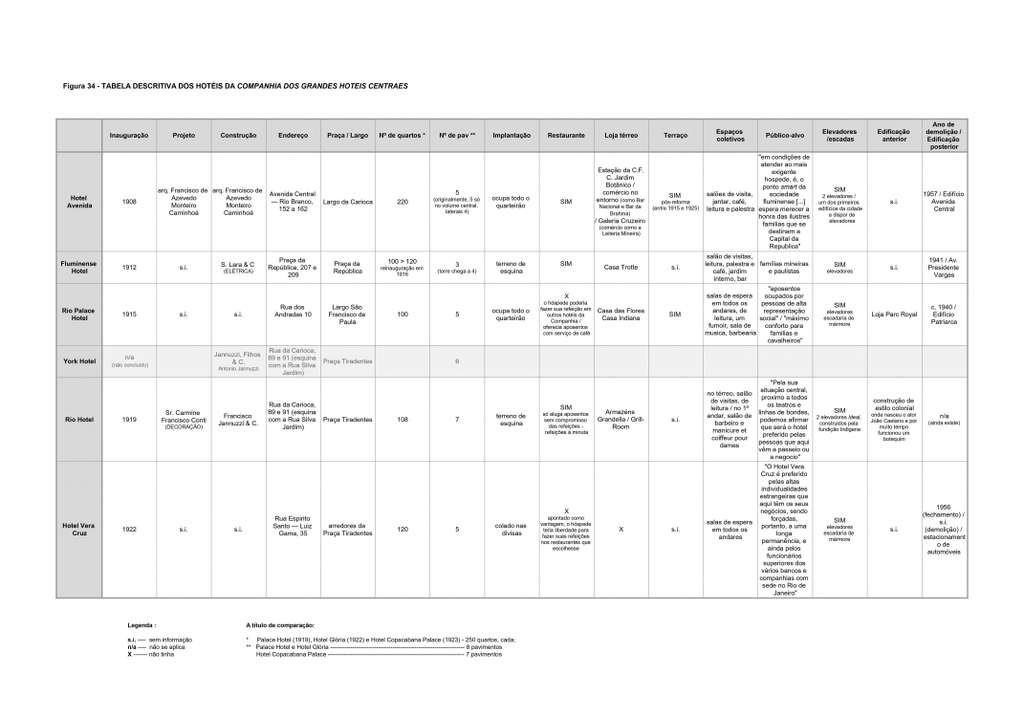 Figura 34 - TABELA DESCRITIVA DOS HOTÉIS DA COMPANHIA DOS GRANDES HOTEIS CENTRAES
Inauguração
Projeto
Construção
Endereço
Praça / Largo
Nº de quartos *
Nº de pav **
Implantação
Restaurante
Loja térreo
Terraço
Espaços
coletivos
Público-alvo
Elevadores
/escadas
Edificação
anterior
Ano de
demolição /
Edificação
posterior
Hotel
Avenida
1908
arq. Francisco de
Azevedo
Monteiro
Caminhoá
arq. Francisco de
Azevedo
Monteiro
Caminhoá
Avenida Central
— Rio Branco,
152 a 162
Largo da Carioca
220
5
(originalmente, 5 só
no volume central,
laterais 4)
ocupa todo o
quarteirão
SIM
Estação da C.F.
C. Jardim
Botânico /
comércio no
entorno (como Bar
Nacional e Bar da
Brahma)
/ Galeria Cruzeiro
(comércio como a
Leiteria Mineira)
SIM
pós-reforma
(entre 1915 e 1925)
salões de visita,
jantar, café,
leitura e palestra
"em condições de
atender ao mais
exigente
hospede, é, o
ponto smart da
sociedade
fluminense [...]
espera merecer a
honra das ilustres
familias que se
destinam a
Capital da
Republica"
SIM
2 elevadores /
um dos primeiros
edifícios da cidade
a dispor de
elevadores
s.i.
1957 / Edifício
Avenida
Central
Fluminense
Hotel
1912
s.i.
S. Lara & C
(ELÉTRICA)
Praça da
República, 207 e
209
Praça da
República
100 > 120
reinauguração em
1916
3
(torre chega a 4)
terreno de
esquina
SIM
Casa Trotte
s.i.
salão de visitas,
leitura, palestra e
café, jardim
interno, bar
famílias mineiras
e paulistas
SIM
elevadores
s.i.
1941 / Av.
Presidente
Vargas
Rio Palace
Hotel
1915
s.i.
s.i.
Rua dos
Andradas 10
Largo São
Francisco de
Paula
100
5
ocupa todo o
quarteirão
X
o hóspede poderia
fazer sua refeição em
outros hotéis da
Companhia /
oferecia aposentos
com serviço de café
Casa das Flores
Casa Indiana
SIM
salas de espera
em todos os
andares, de
leitura, um
fumoir, sala de
musica, barbearia
"aposentos
ocupados por
pessoas de alta
representação
social" / "máximo
conforto para
familias e
cavalheiros"
SIM
elevadores
escadaria de
mármore
Loja Parc Royal
c. 1940 /
Edifício
Patriarca
York Hotel
n/a
(não concluído)
Jannuzzi, Filhos
& C.
Antonio Jannuzzi
Rua da Carioca,
89 e 91 (esquina
com a Rua Silva
Jardim)
Praça Tiradentes
6
Rio Hotel
1919
Sr. Carmine
Francisco Conti
(DECORAÇÃO)
Francisco
Jannuzzi & C.
Rua da Carioca,
89 e 91 (esquina
com a Rua Silva
Jardim)
Praça Tiradentes
108
7
terreno de
esquina
SIM
só aluga aposentos
sem compromisso
das refeições -
refeições à minuta
Armazéns
Grandella / Grill-
Room
s.i.
no térreo, salão
de visitas, de
leitura / no 1º
andar, salão de
barbeiro e
manicure et
coiffeur pour
dames
"Pela sua
situação central,
proximo a todos
os teatros e
linhas de bondes,
podemos afirmar
que será o hotel
preferido pelas
pessoas que aqui
vêm a passeio ou
a negocio"
SIM
2 elevadores Ideal,
construídos pela
fundição Indígena
construção de
estilo colonial
onde nasceu o ator
João Caetano e por
muito tempo
funcionou um
botequim
n/a
(ainda existe)
Hotel Vera
Cruz
1922
s.i.
s.i.
Rua Espirito
Santo — Luiz
Gama, 35
arredores da
Praça Tiradentes
120
5
colado nas
divisas
X
apontado como
vantagem, o hóspede
teria liberdade para
fazer suas refeições
nos restaurantes que
escolhesse
X
s.i.
salas de espera
em todos os
andares
"O Hotel Vera
Cruz é preferido
pelas altas
individualidades
estrangeiras que
aqui têm os seus
negócios, sendo
forçadas,
portanto, a uma
longa
permanência, e
ainda pelos
funcionários
superiores dos
vários bancos e
companhias com
sede no Rio de
Janeiro"
SIM
elevadores
escadaria de
mármore
s.i.
1956
(fechamento) /
s.i.
(demolição) /
estacionament
o de
automóveis
Legenda :
s.i. ---- sem informação
n/a ---- não se aplica
X ------- não tinha
A título de comparação:
* Palace Hotel (1919), Hotel Glória (1922) e Hotel Copacabana Palace (1923) - 250 quartos, cada;
** Palace Hotel e Hotel Glória ---------------------------------------- 8 pavimentos
Hotel Copacabana Palace ---------------------------------------- 7 pavimentos